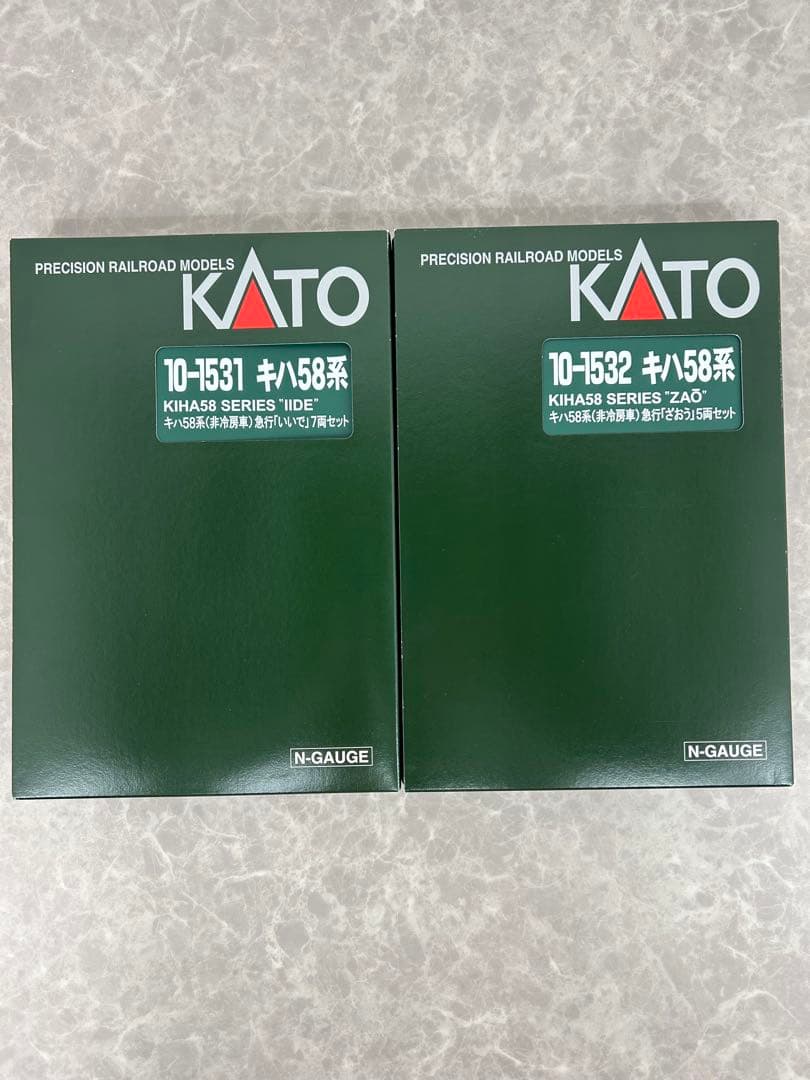 PRECISION RAILROAD MODELS
KATO
10-1531 キハ58系
KIHA58 SERIES "IIDE"
キハ58系(非冷房車)急行「いいで」7両セット
N-GAUGE
PRECISION RAILROAD MODELS
KATO
10-1532 キハ58系
KIHA58 SERIES "ZAŌ"
キハ58系(非冷房車)急行「ざおう」5両セット
N-GAUGE